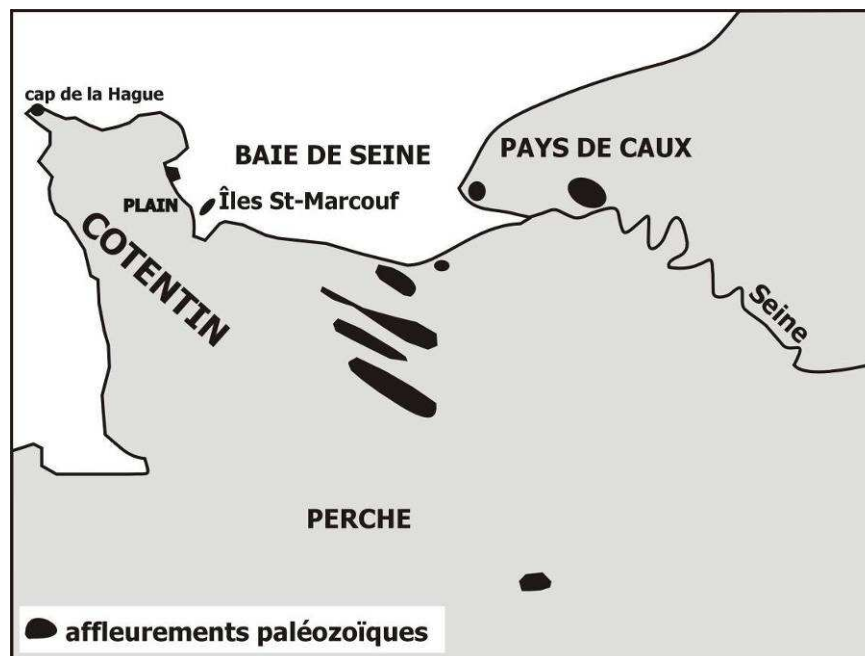 cap de la Hague
BAIE DE SEINE
PAYS DE CAUX
PLAIN
Îles St-Marcouf
COTENTIN
Seine
PERCHE
affleurements paléozoïques